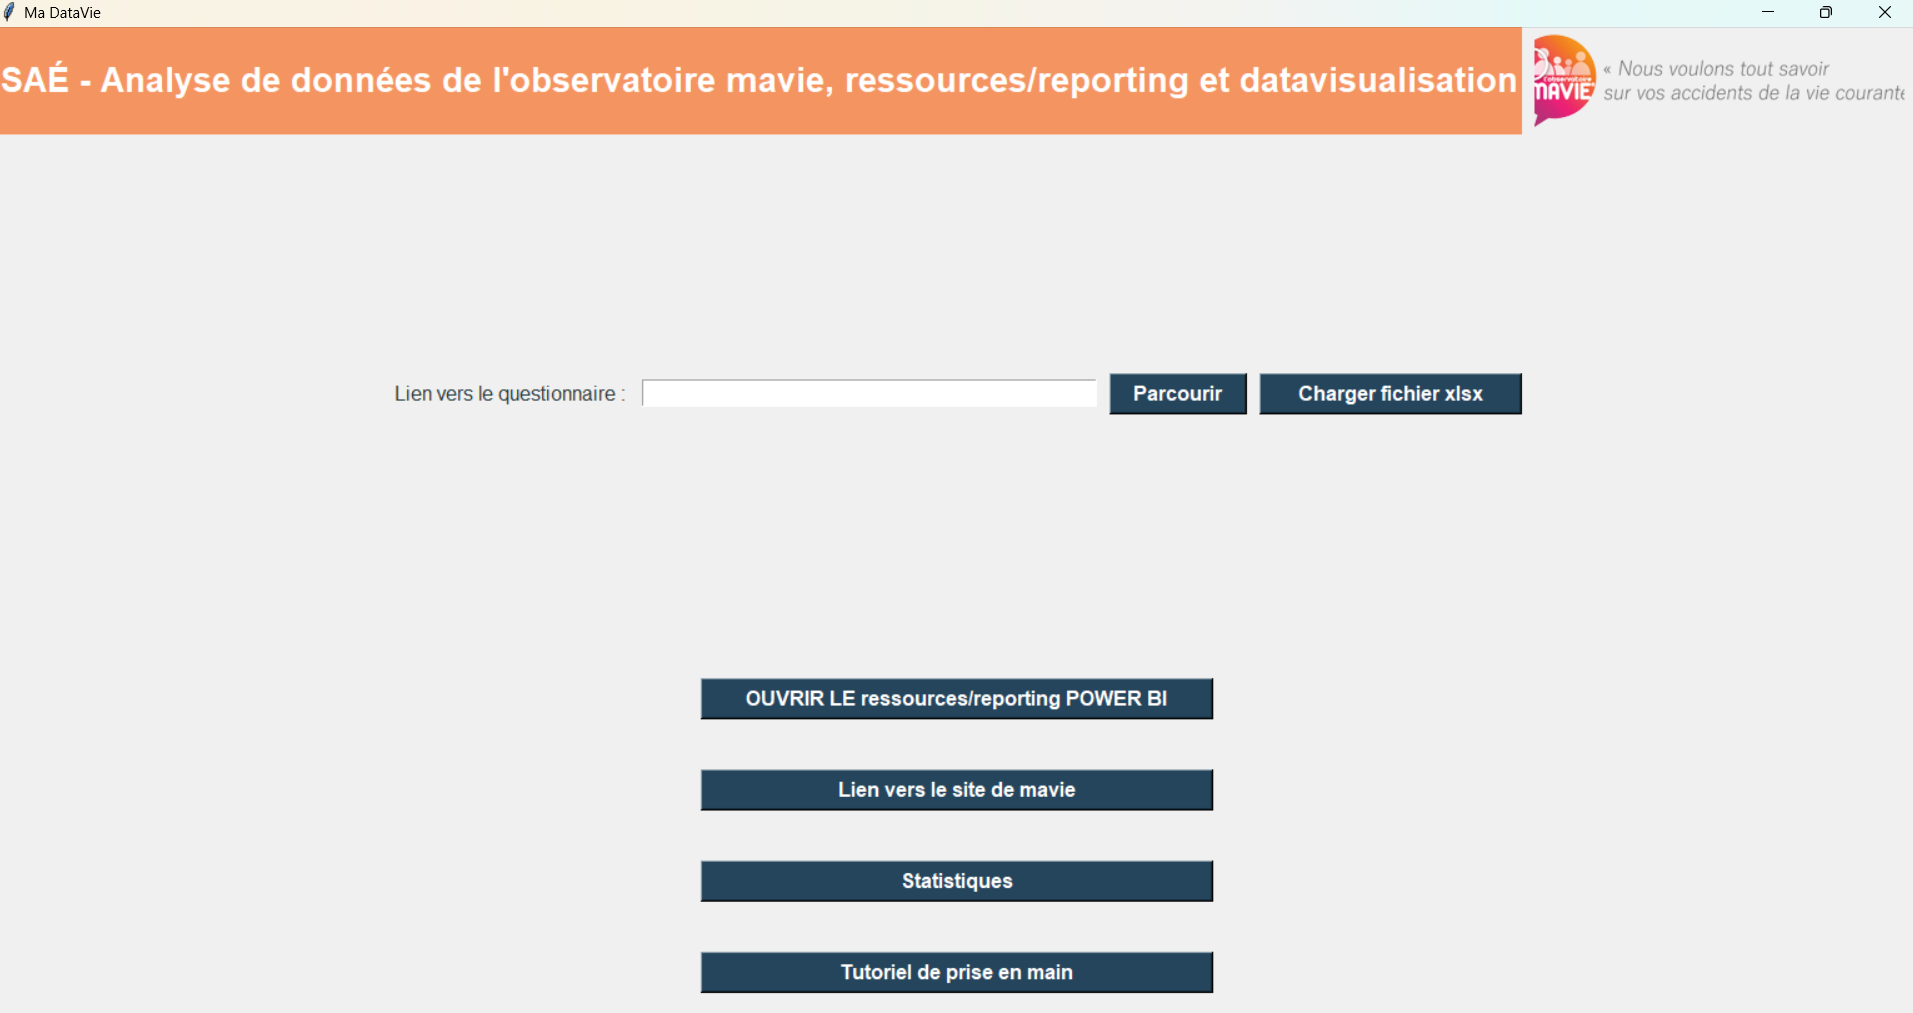 Ma DataVie
SAÉ - Analyse de données de l'observatoire mavie, ressources/reporting et datavisualisation
l'observatoire
MAVIE
« Nous voulons tout savoir
sur vos accidents de la vie courante
Lien vers le questionnaire :
Parcourir
Charger fichier xlsx
OUVRIR LE ressources/reporting POWER BI
Lien vers le site de mavie
Statistiques
Tutoriel de prise en main